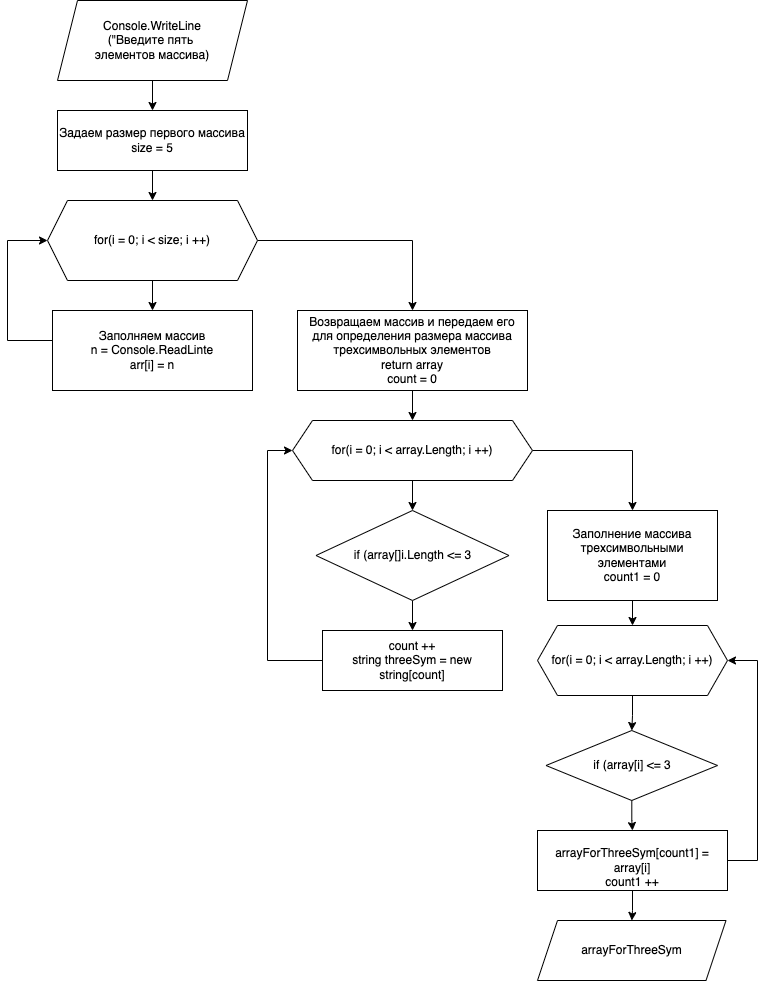 Console.WriteLine
("Введите пять
элементов массива)
Задаем размер первого массива
size = 5
for(i = 0; i < size; i ++)
Заполняем массив
n = Console.ReadLinte
arr[i] = n
Возвращаем массив и передаем его
для определения размера массива
трехсимвольных элементов
return array
count = 0
for(i = 0; i < array.Length; i ++)
if (array[]i.Length <= 3
count ++
string threeSym = new
string[count]
Заполнение массива
трехсимвольными
элементами
count1 = 0
for(i = 0; i < array.Length; i ++)
if (array[i] <= 3
arrayForThreeSym[count1] =
array[i]
count1 ++
arrayForThreeSym